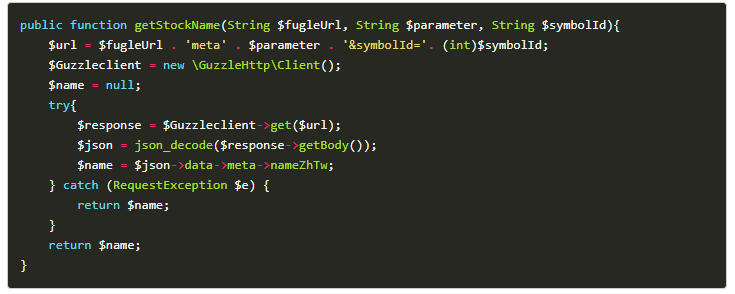 public function getStockName(String $fugleUrl, String $parameter, String $symbolId){
    $url = $fugleUrl . 'meta' . $parameter . '&symbolId='. (int)$symbolId;
    $Guzzleclient = new \GuzzleHttp\Client();
    $name = null;
    try{
        $response = $Guzzleclient->get($url);
        $json = json_decode($response->getBody());
        $name = $json->data->meta->nameZhTw;
    } catch (RequestException $e) {
        return $name;
    }
    return $name;
}